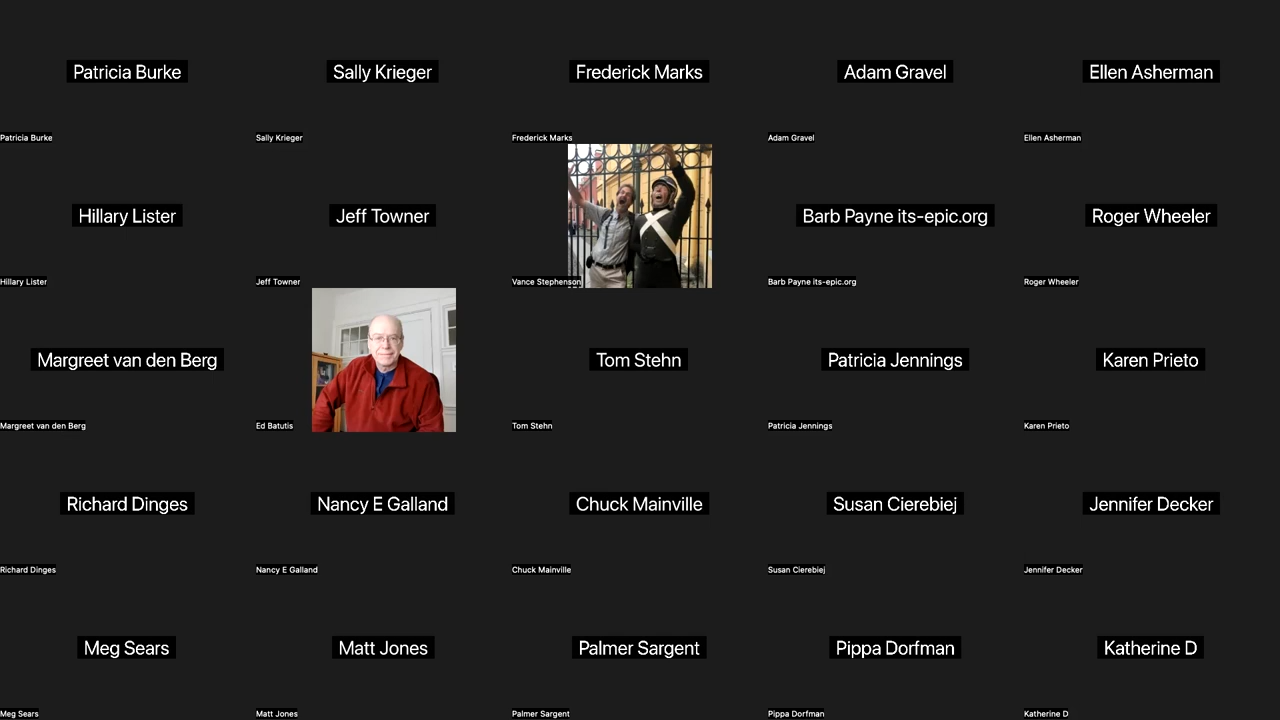 Patricia Burke
Sally Krieger
Frederick Marks
Adam Gravel
Ellen Asherman
Patricia Burke
Sally Krieger
Frederick Marks
Adam Gravel
Ellen Asherman
Hillary Lister
Jeff Towner
Barb Payne its-epic.org
Roger Wheeler
Hillary Lister
Jeff Towner
Vance Stephenson
Barb Payne its-epic.org
Roger Wheeler
Margreet van den Berg
Tom Stehn
Patricia Jennings
Karen Prieto
Margreet van den Berg
Ed Batutis
Tom Stehn
Patricia Jennings
Karen Prieto
Richard Dinges
Nancy E Galland
Chuck Mainville
Susan Cierebiej
Jennifer Decker
Richard Dinges
Nancy E Galland
Chuck Mainville
Susan Cierebiej
Jennifer Decker
Meg Sears
Matt Jones
Palmer Sargent
Pippa Dorfman
Katherine D
Meg Sears
Matt Jones
Palmer Sargent
Pippa Dorfman
Katherine D